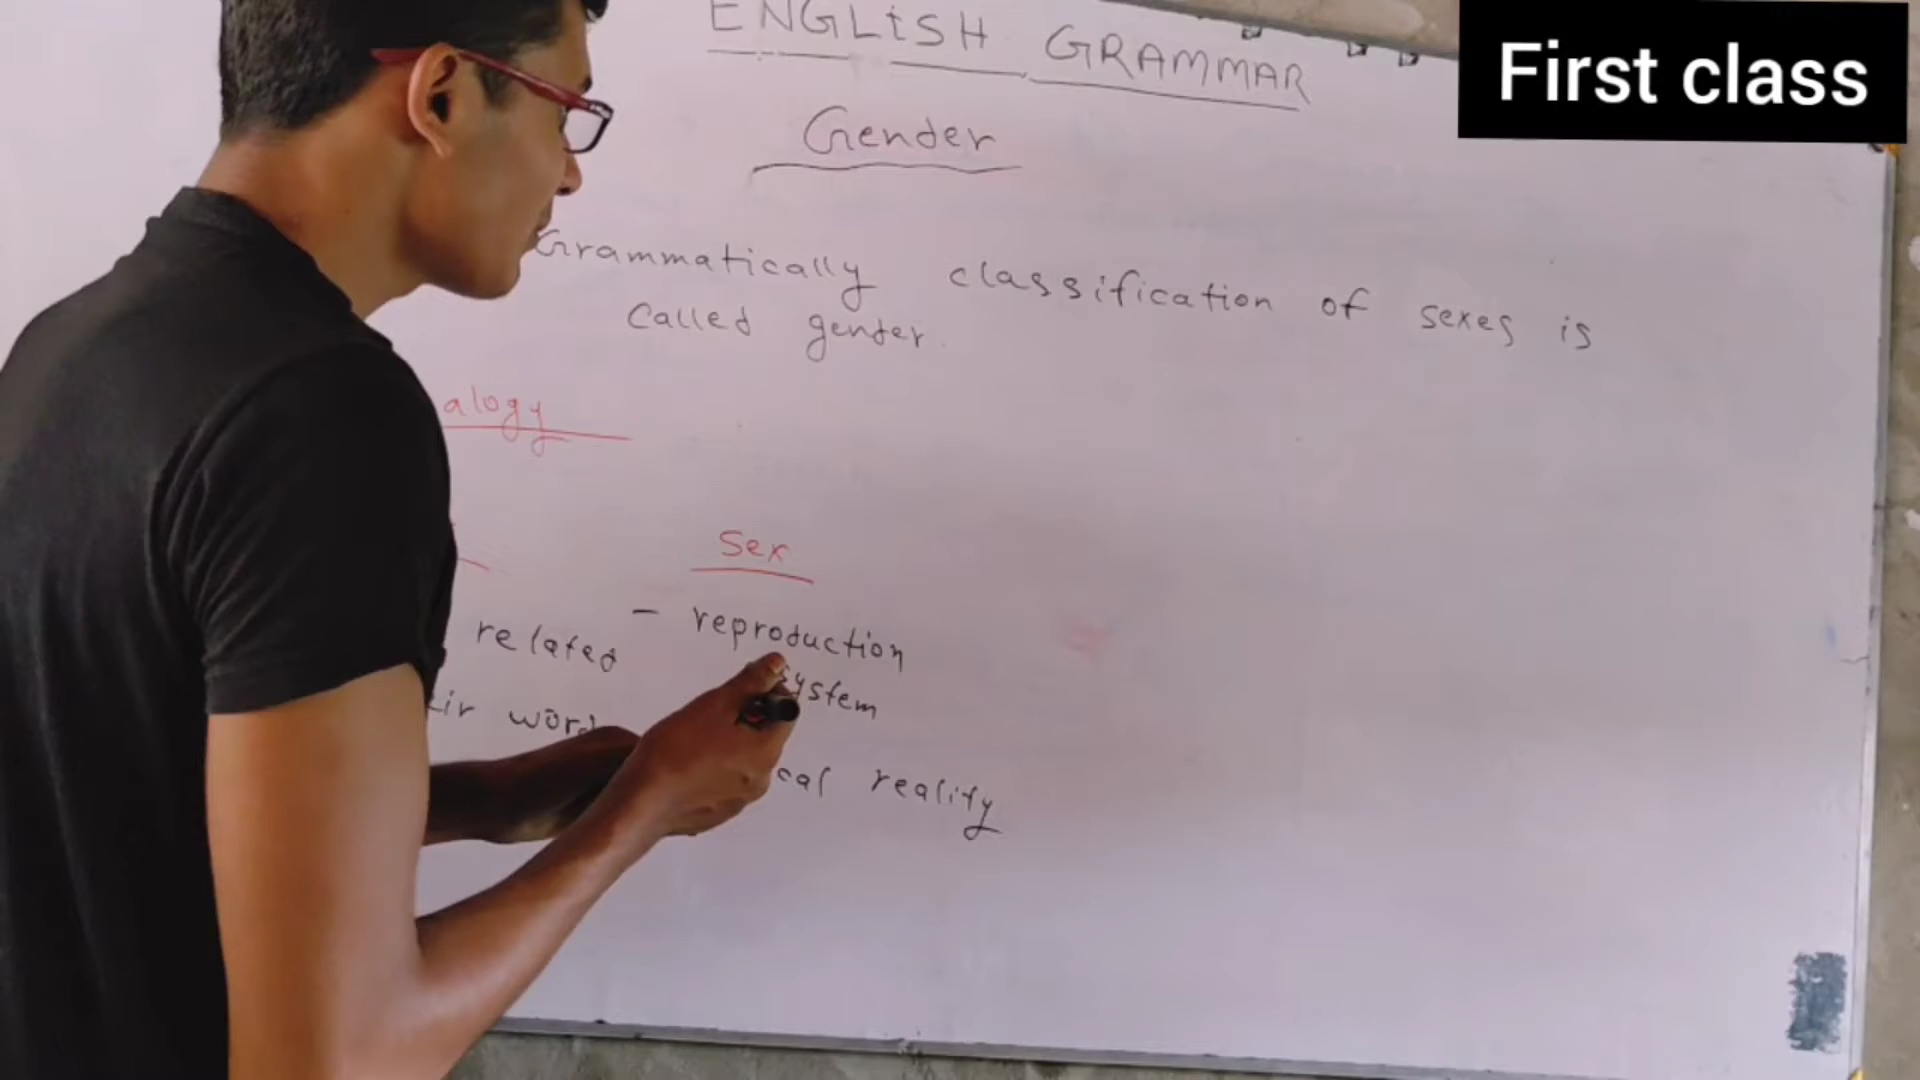 First class
ENGLISH GRAMMAR
Gender
Grammatically classification of sexes is
called gender.
alogy
Sex
related
- reproduction
system
word
cal reality